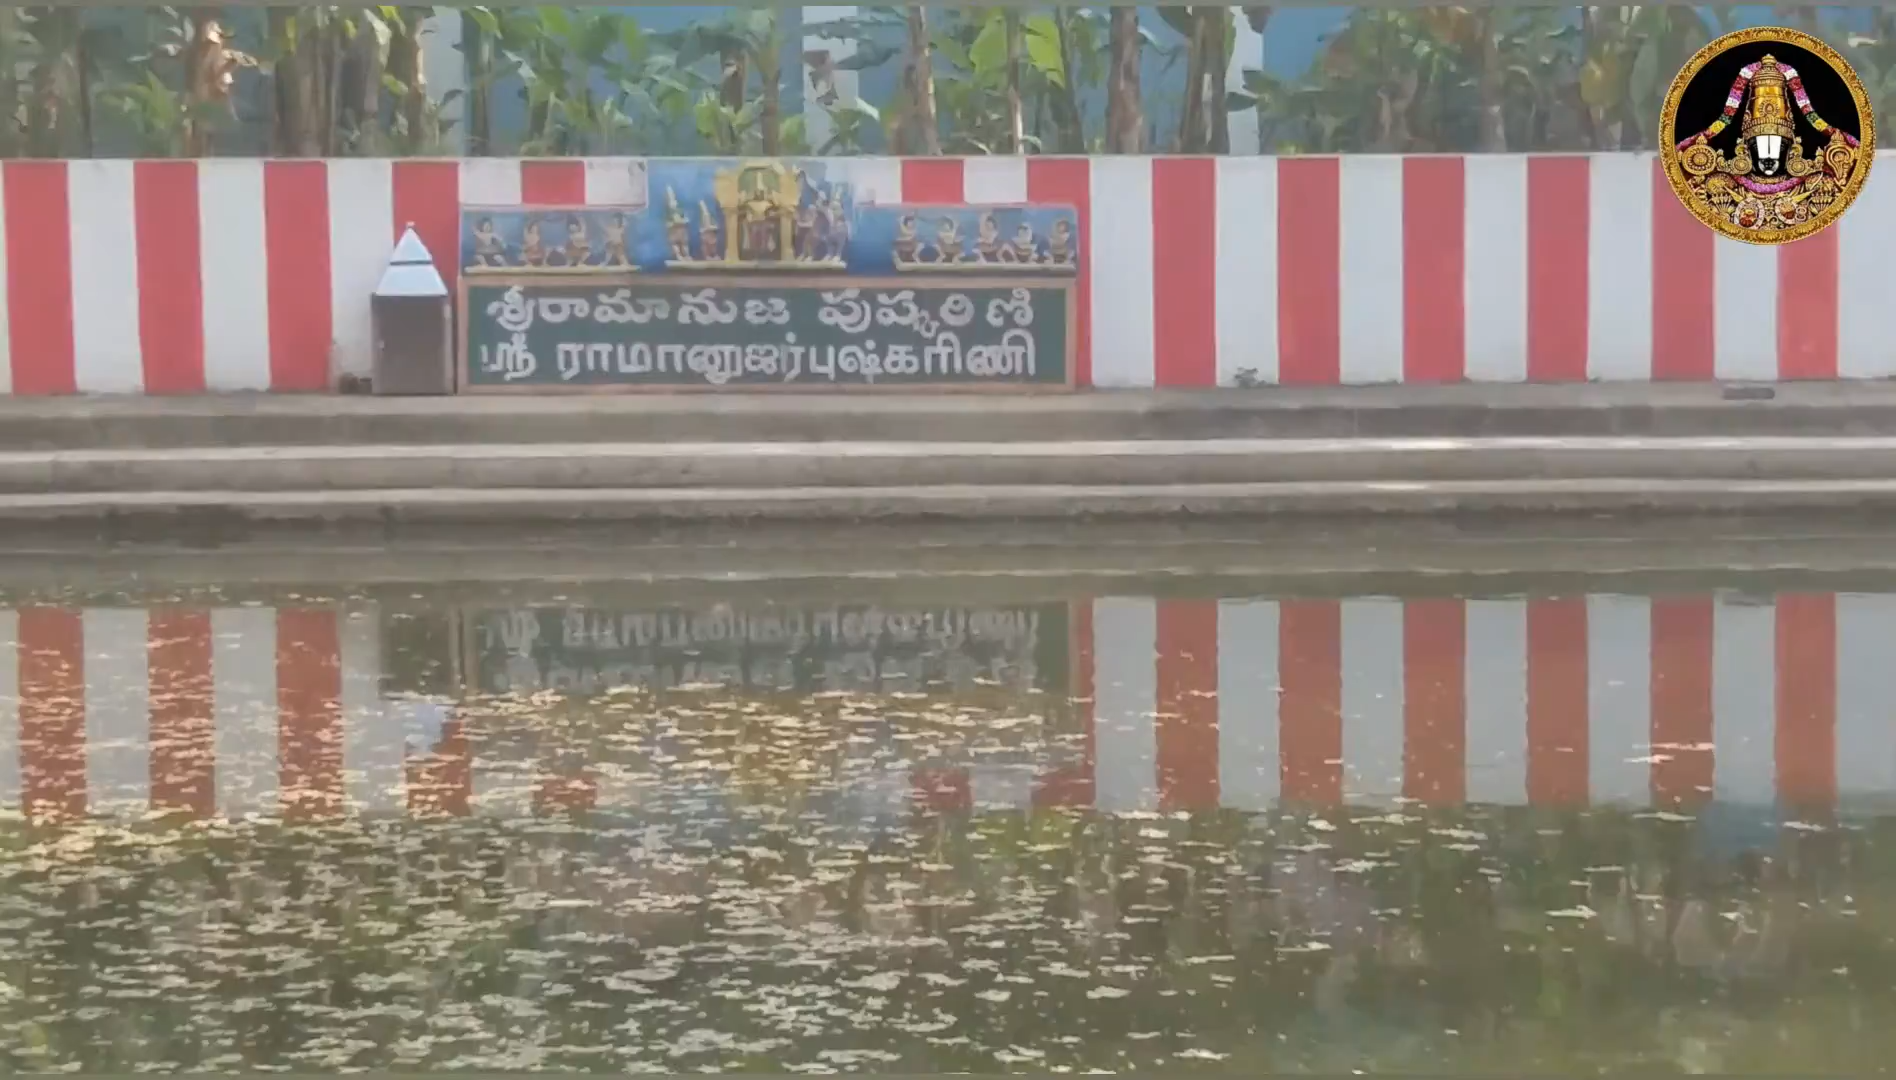 శ్రీరామానుజ పుష్కరిణి
ஸ்ரீ ராமானுஜர்புஷ்கரிணி